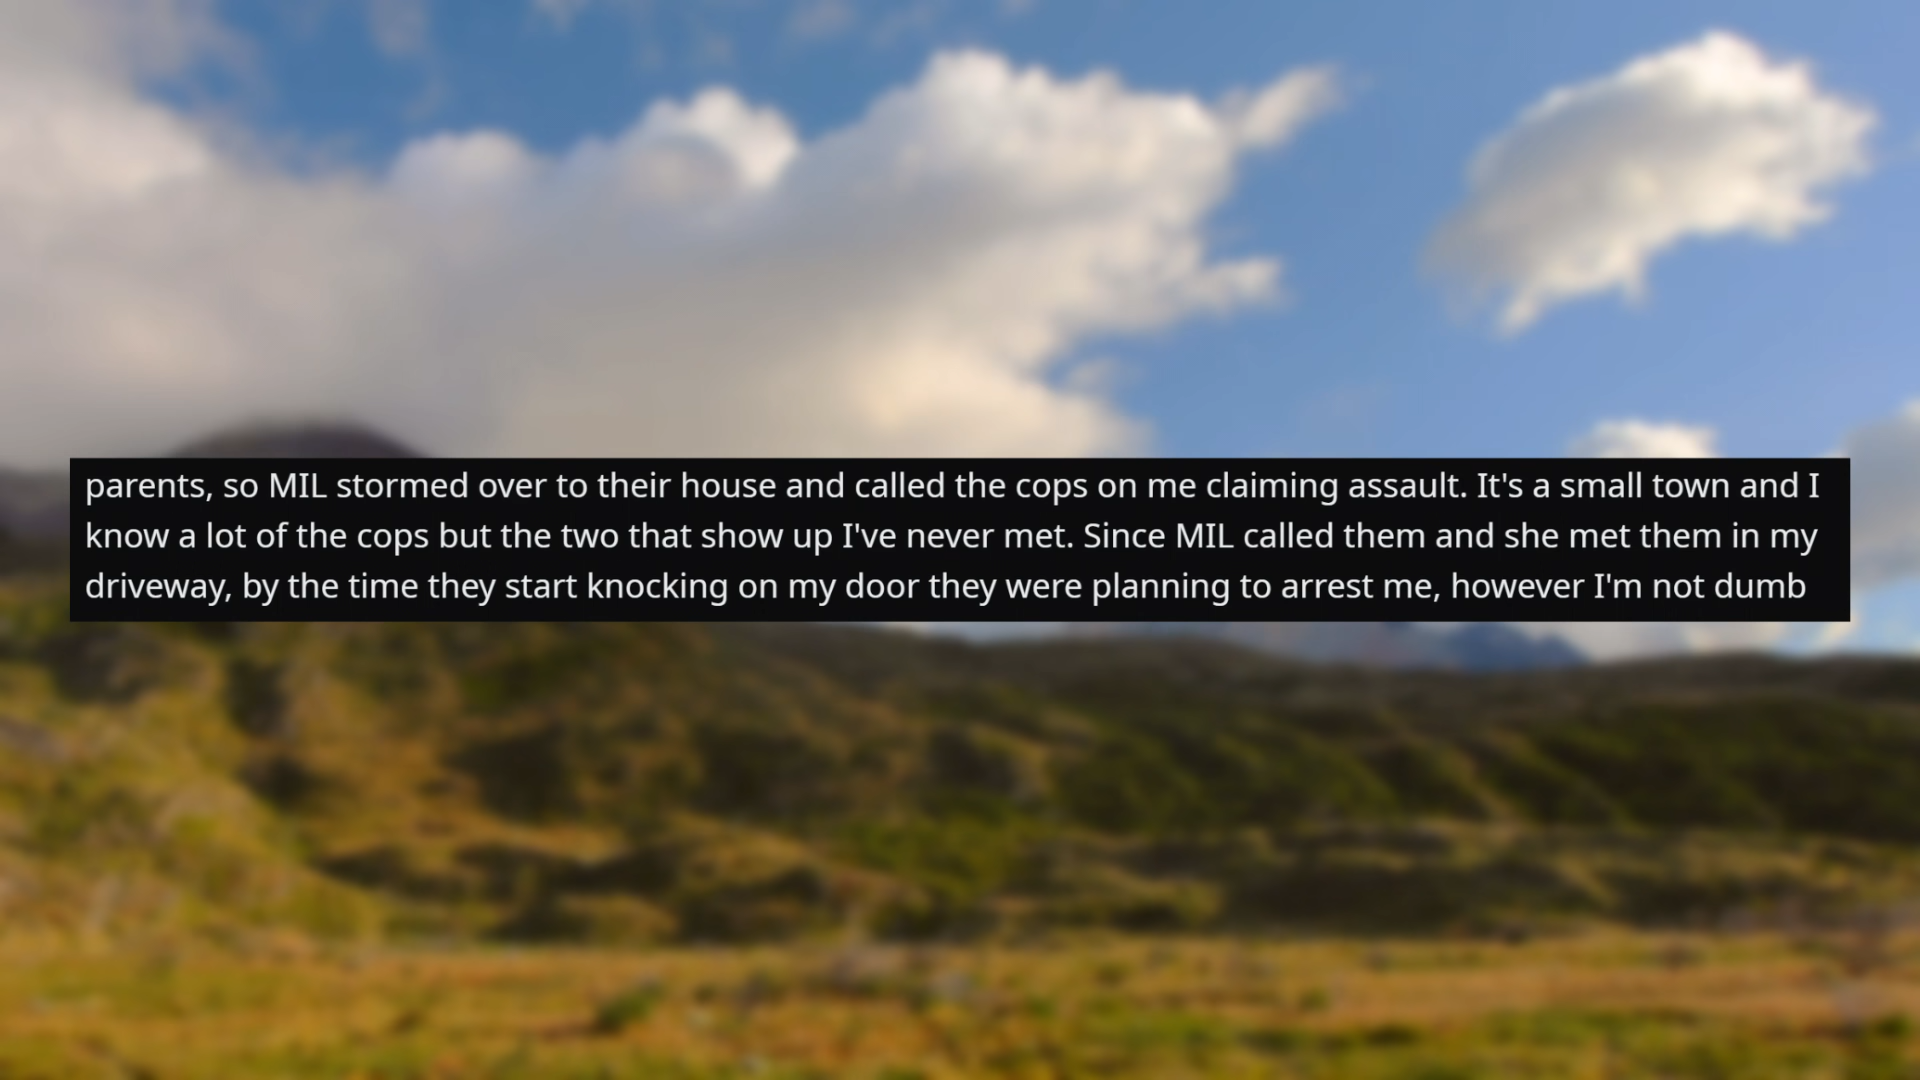 parents, so MIL stormed over to their house and called the cops on me claiming assault. It's a small town and I
know a lot of the cops but the two that show up I've never met. Since MIL called them and she met them in my
driveway, by the time they start knocking on my door they were planning to arrest me, however I'm not dumb